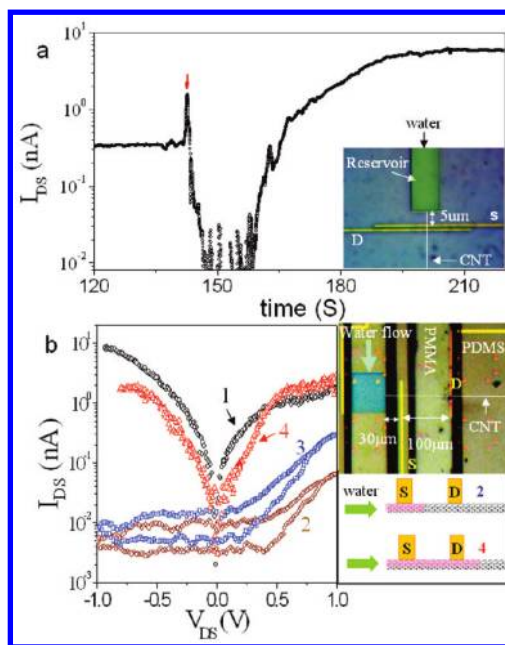 a
10¹
10⁰
10⁻¹
10⁻²
I_DS (nA)
120
150
180
210
time (S)
water
Reservoir
5um
S
D
CNT
b
10²
10¹
10⁰
10⁻¹
10⁻²
10⁻³
I_DS (nA)
1
4
3
2
-1.0
-0.5
0.0
0.5
1.0
V_DS(V)
Water flow
PMMA
PDMS
D
CNT
30µm
100µm
S
water
S
D
2
S
D
4